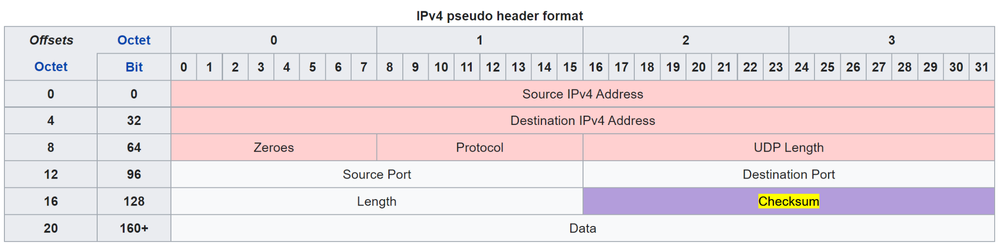 IPv4 pseudo header format
Offsets Octet 0 1 2 3
Octet Bit 0 1 2 3 4 5 6 7 8 9 10 11 12 13 14 15 16 17 18 19 20 21 22 23 24 25 26 27 28 29 30 31
0 0 Source IPv4 Address
4 32 Destination IPv4 Address
8 64 Zeroes Protocol UDP Length
12 96 Source Port Destination Port
16 128 Length Checksum
20 160+ Data